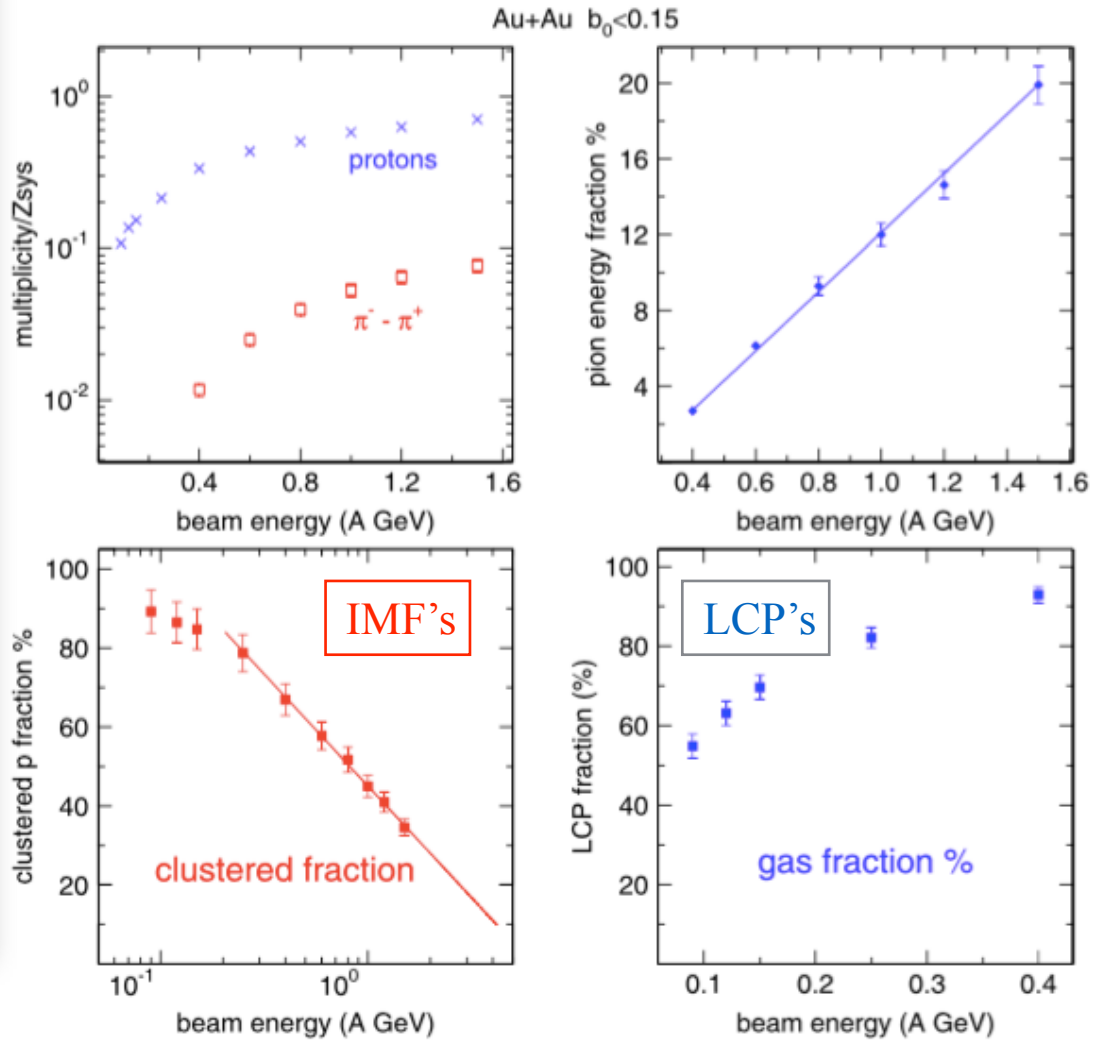 Au+Au b₀<0.15
multiplicity/Zsys
10⁰
10⁻¹
10⁻²
protons
π⁻ - π⁺
0.4 0.8 1.2 1.6
beam energy (A GeV)
pion energy fraction %
20
16
12
8
4
0.4 0.6 0.8 1.0 1.2 1.4 1.6
beam energy (A GeV)
clustered p fraction %
100
80
60
40
20
IMF's
clustered fraction
10⁻¹ 10⁰
beam energy (A GeV)
LCP fraction (%)
100
80
60
40
20
LCP's
gas fraction %
0.1 0.2 0.3 0.4
beam energy (A GeV)